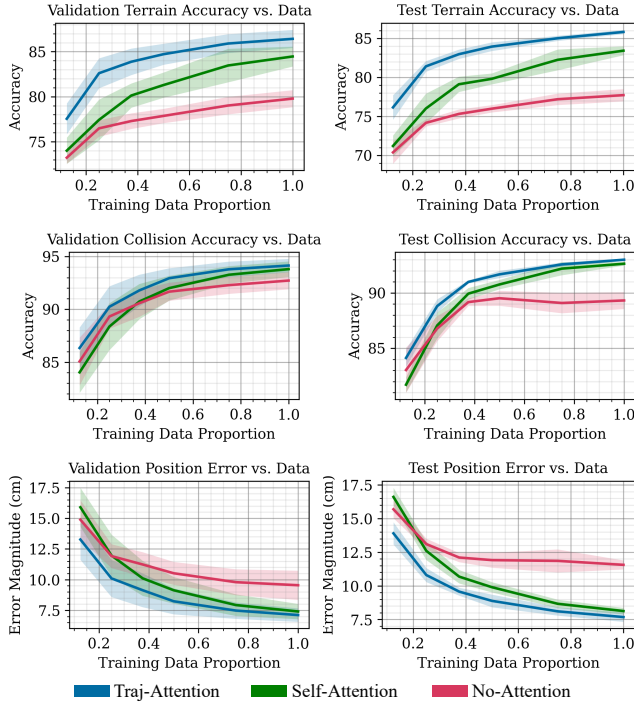 Validation Terrain Accuracy vs. Data
Test Terrain Accuracy vs. Data
Accuracy
85
80
75
0.2 0.4 0.6 0.8 1.0
Training Data Proportion
Accuracy
85
80
75
70
0.2 0.4 0.6 0.8 1.0
Training Data Proportion
Validation Collision Accuracy vs. Data
Test Collision Accuracy vs. Data
Accuracy
95
90
85
0.2 0.4 0.6 0.8 1.0
Training Data Proportion
Accuracy
90
85
0.2 0.4 0.6 0.8 1.0
Training Data Proportion
Validation Position Error vs. Data
Test Position Error vs. Data
Error Magnitude (cm)
17.5
15.0
12.5
10.0
7.5
0.2 0.4 0.6 0.8 1.0
Training Data Proportion
Error Magnitude (cm)
17.5
15.0
12.5
10.0
7.5
0.2 0.4 0.6 0.8 1.0
Training Data Proportion
Traj-Attention Self-Attention No-Attention